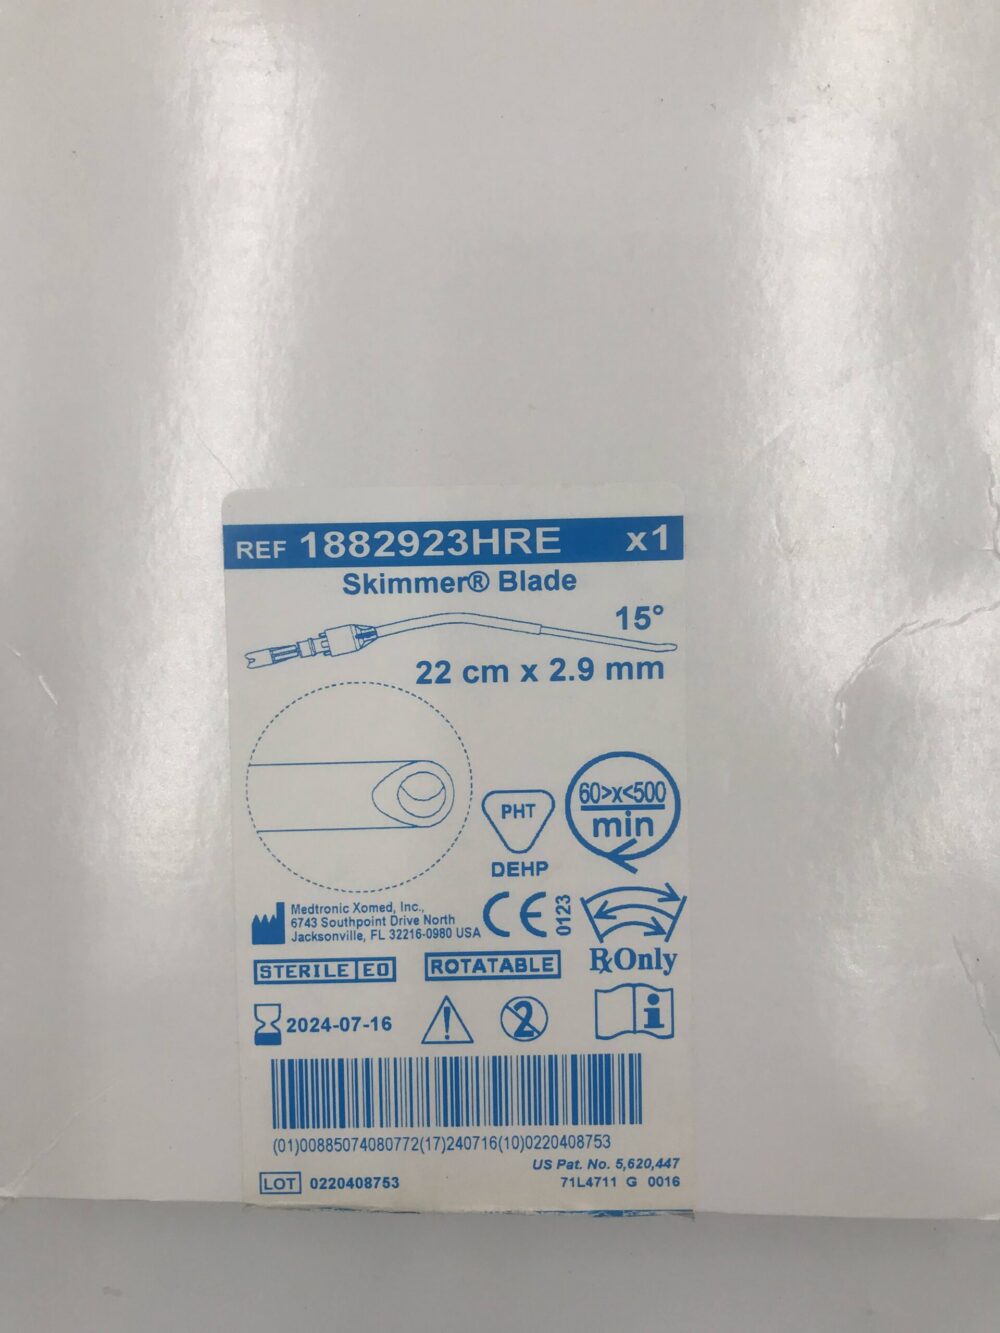 REF 1882923HRE x1
Skimmer® Blade
15°
22 cm x 2.9 mm
60>x<500
min
PHT
DEHP
Medtronic Xomed, Inc.,
6743 Southpoint Drive North
Jacksonville, FL 32216-0980 USA
CE 0123
RxOnly
STERILE EO
ROTATABLE
2024-07-16
2
i
(01)00885074080772(17)240716(10)0220408753
US Pat. No. 5,620,447
LOT 0220408753
71L4711 G 0016